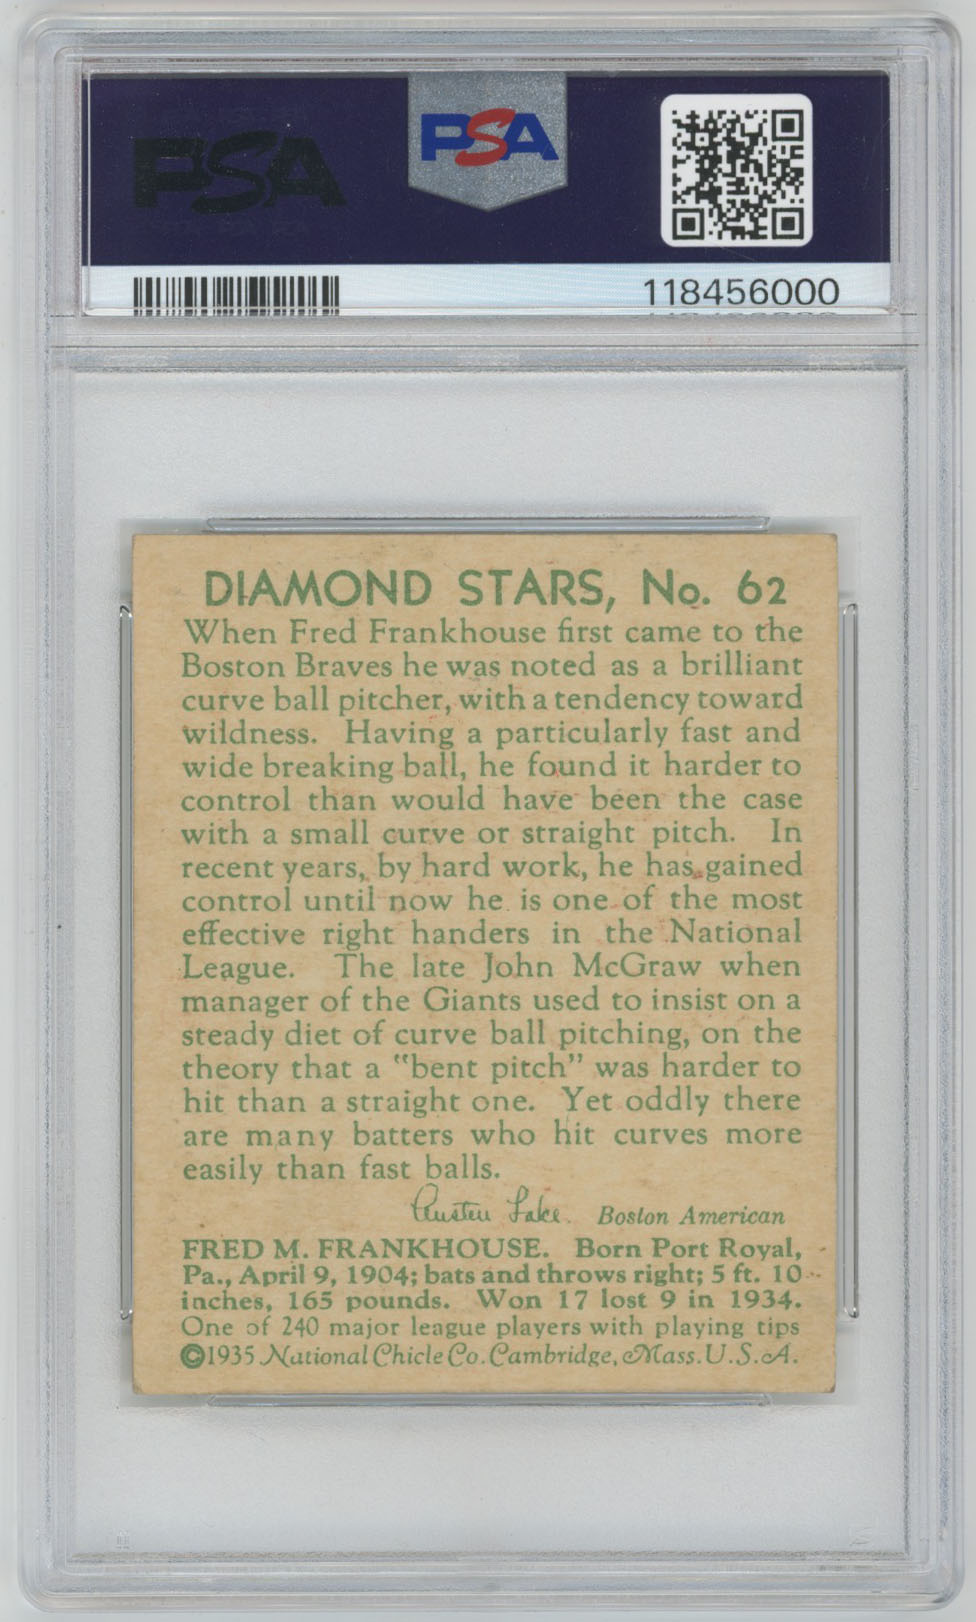 PSA
PSA
118456000
DIAMOND STARS, No. 62
When Fred Frankhouse first came to the
Boston Braves he was noted as a brilliant
curve ball pitcher, with a tendency toward
wildness. Having a particularly fast and
wide breaking ball, he found it harder to
control than would have been the case
with a small curve or straight pitch. In
recent years, by hard work, he has gained
control until now he is one of the most
effective right handers in the National
League. The late John McGraw when
manager of the Giants used to insist on a
steady diet of curve ball pitching, on the
theory that a "bent pitch" was harder to
hit than a straight one. Yet oddly there
are many batters who hit curves more
easily than fast balls.
Austen Lake. Boston American
FRED M. FRANKHOUSE. Born Port Royal,
Pa., April 9, 1904; bats and throws right; 5 ft. 10
inches, 165 pounds. Won 17 lost 9 in 1934.
One of 240 major league players with playing tips
©1935 National Chicle Co. Cambridge, Mass. U.S.A.